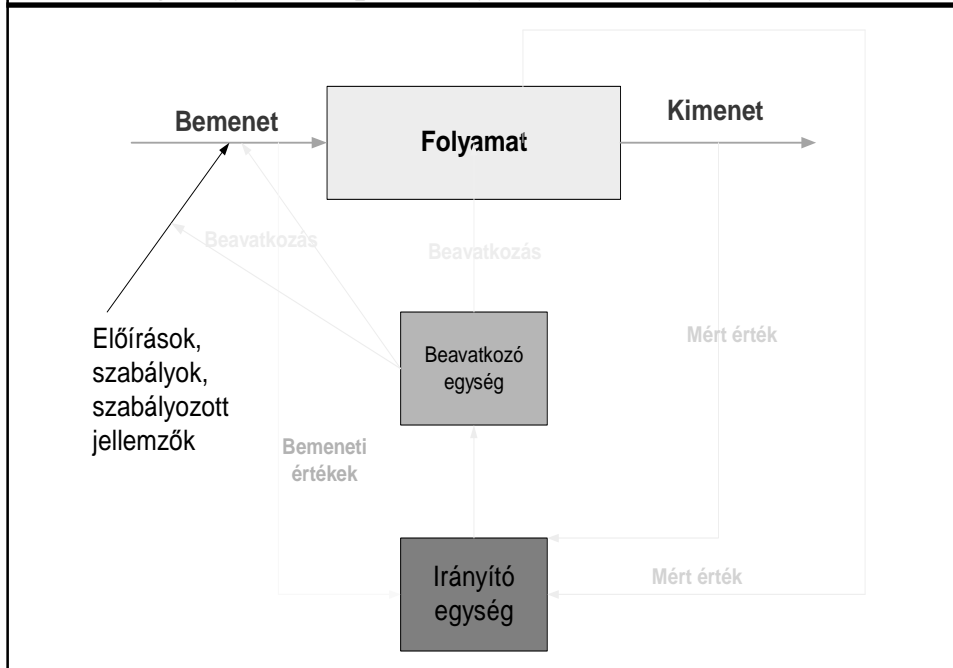 Bemenet
Folyamat
Kimenet
Beavatkozás
Beavatkozás
Előírások,
szabályok,
szabályozott
jellemzők
Beavatkozó
egység
Mért érték
Bemeneti
értékek
Irányító
egység
Mért érték